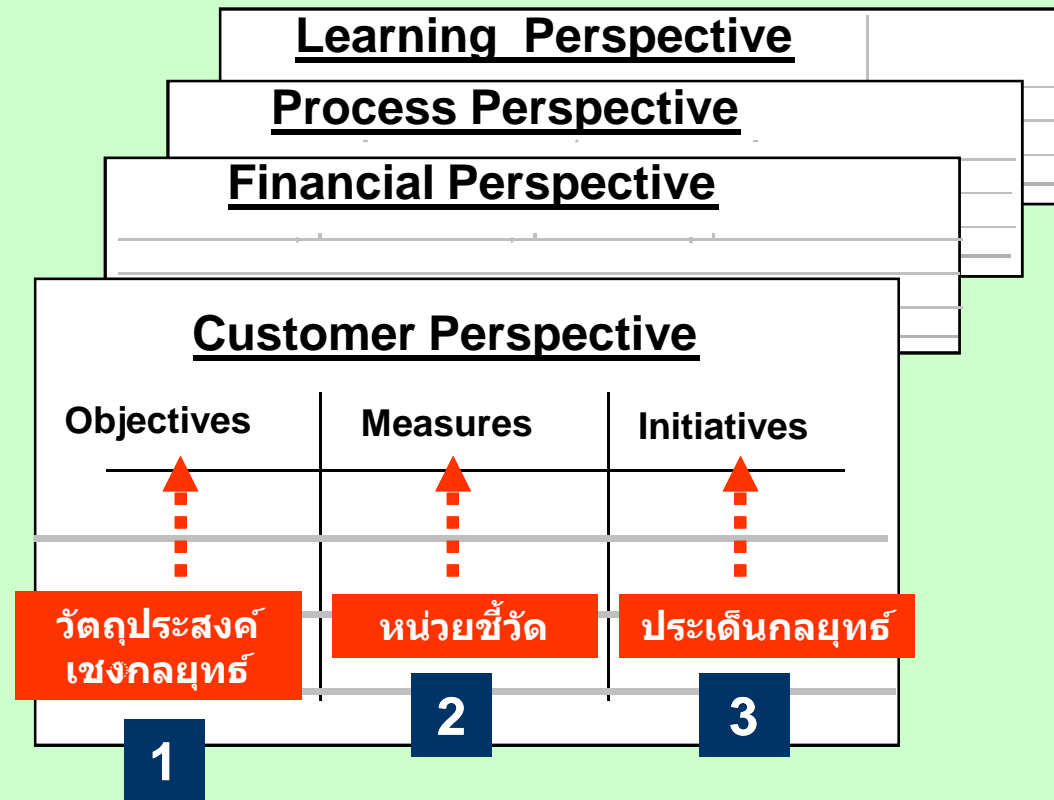 Learning Perspective
Process Perspective
Financial Perspective
Customer Perspective
Objectives Measures Initiatives
วัตถุประสงค์
เชิงกลยุทธ์
หน่วยชี้วัด
ประเด็นกลยุทธ์
1
2
3